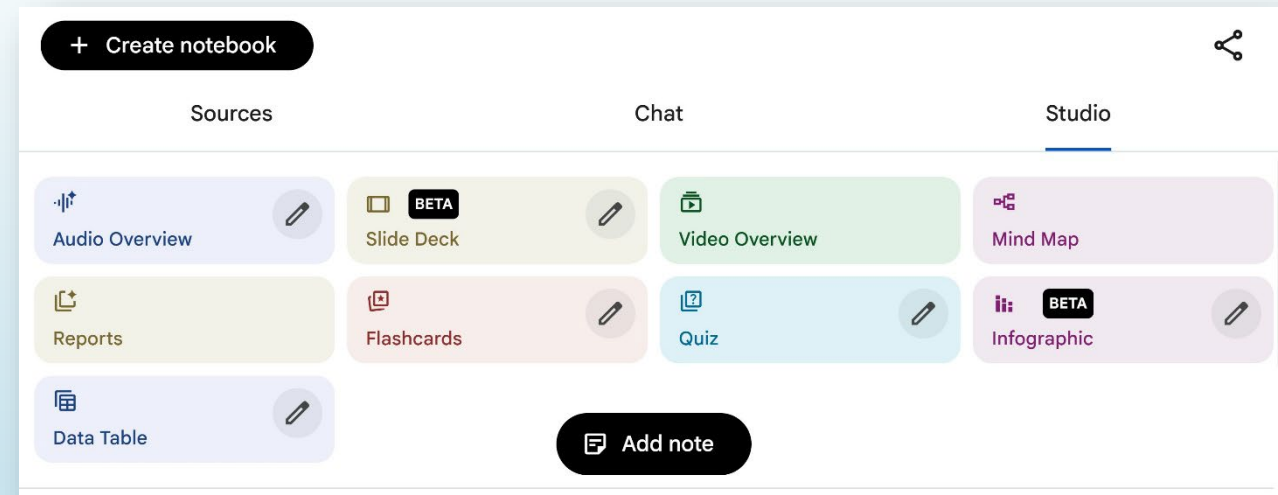 + Create notebook
Sources Chat Studio
BETA
Audio Overview Slide Deck Video Overview Mind Map
BETA
Reports Flashcards Quiz Infographic
Data Table
Add note